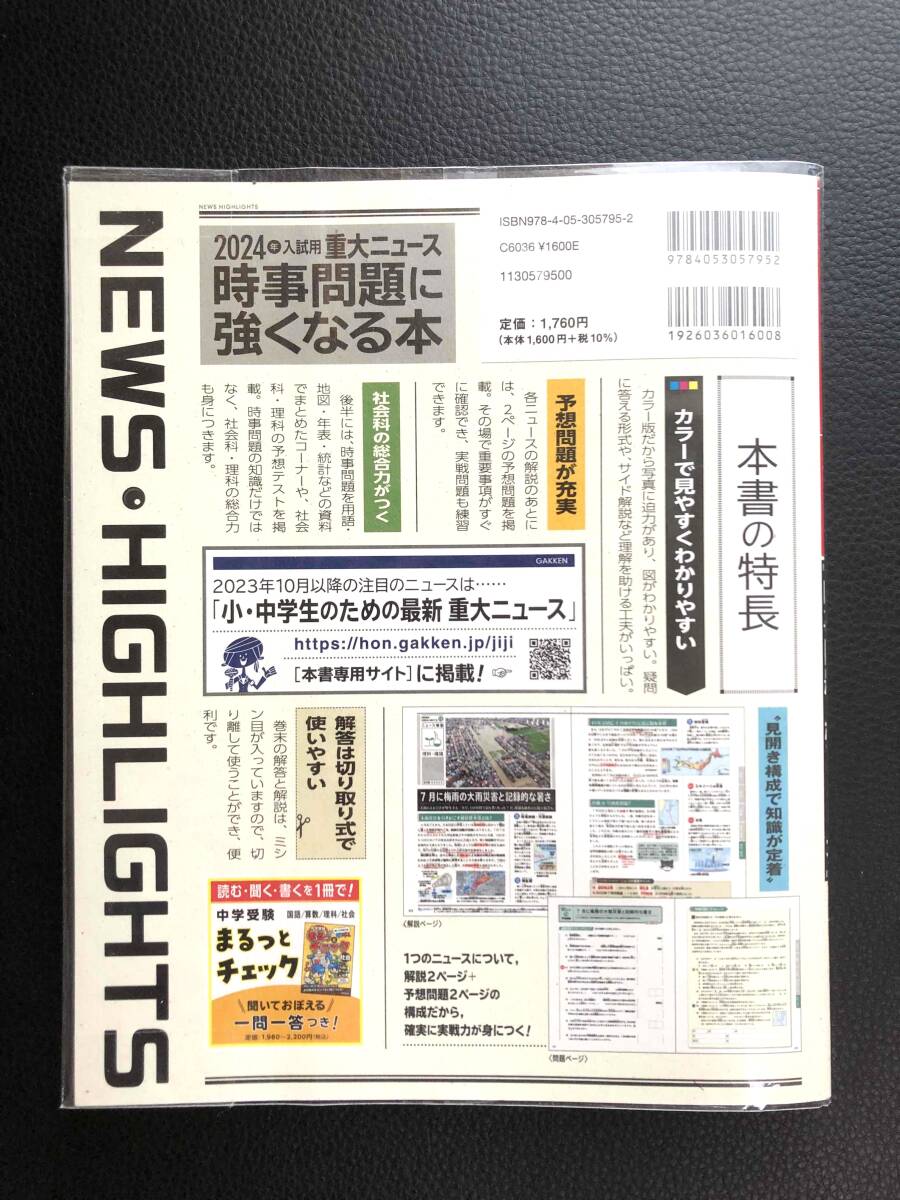 NEWS・HIGHLIGHTS
NEWS HIGHLIGHTS
2024年入試用 重大ニュース
時事問題に
強くなる本
ISBN978-4-05-305795-2
C6036 ¥1600E
1130579500
定価：1,760円
（本体1,600円＋税10%）
9784053057952
1926036016008
本書の特長
カラーで見やすくわかりやすい
カラー版だから写真に迫力があり、図がわかりやすい。疑問
に答える形式や、サイド解説など理解を助ける工夫がいっぱい。
予想問題が充実
各ニュースの解説のあとに
は、2ページの予想問題を掲
載。その場で重要事項がすぐ
に確認でき、実戦問題も練習
できます。
社会科の総合力がつく
後半には、時事問題を用語・
地図・年表・統計などの資料
でまとめたコーナーや、社会
科・理科の予想テストを掲
載。時事問題の知識だけでは
なく、社会科・理科の総合力
も身につきます。
GAKKEN
2023年10月以降の注目のニュースは……
「小・中学生のための最新 重大ニュース」
https://hon.gakken.jp/jiji
［本書専用サイト］に掲載！
“見開き構成で知識が定着”
7月に梅雨の大雨災害と記録的な暑さ
〈解説ページ〉
1つのニュースについて，
解説2ページ＋
予想問題2ページの
構成だから，
確実に実戦力が身につく！
〈問題ページ〉
解答は切り取り式で
使いやすい
巻末の解答と解説は、ミシ
ン目が入っていますので、切
り離して使うことができ、便
利です。
読む・聞く・書くを1冊で！
中学受験 国語/算数/理科/社会
まるっと
チェック
聞いておぼえる
一問一答つき！
定価：1,980〜2,200円（税込）